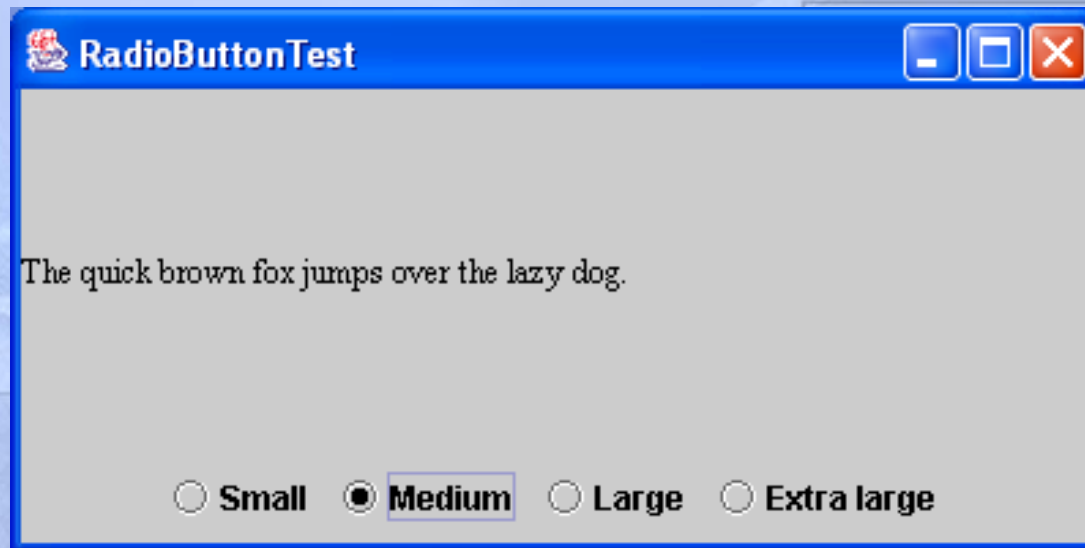 RadioButtonTest
The quick brown fox jumps over the lazy dog.
Small Medium Large Extra large